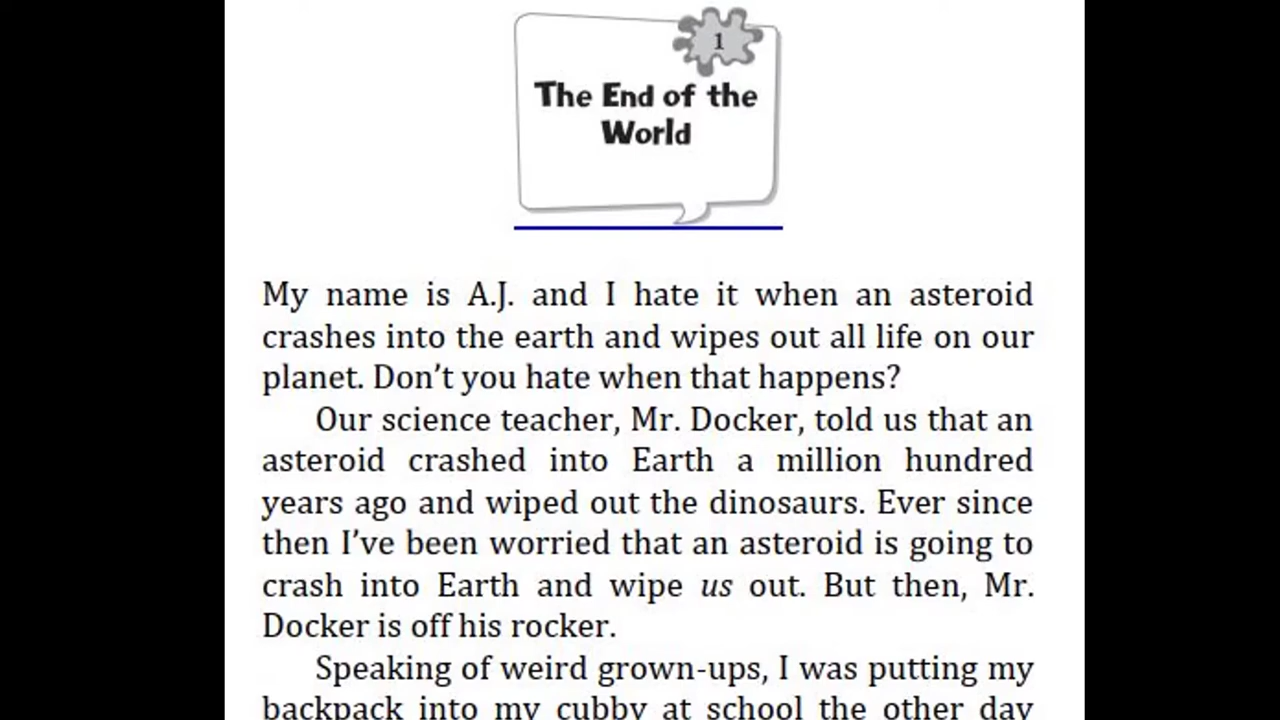 1
The End of the
World
My name is A.J. and I hate it when an asteroid
crashes into the earth and wipes out all life on our
planet. Don’t you hate when that happens?
Our science teacher, Mr. Docker, told us that an
asteroid crashed into Earth a million hundred
years ago and wiped out the dinosaurs. Ever since
then I’ve been worried that an asteroid is going to
crash into Earth and wipe us out. But then, Mr.
Docker is off his rocker.
Speaking of weird grown-ups, I was putting my
backpack into my cubby at school the other day